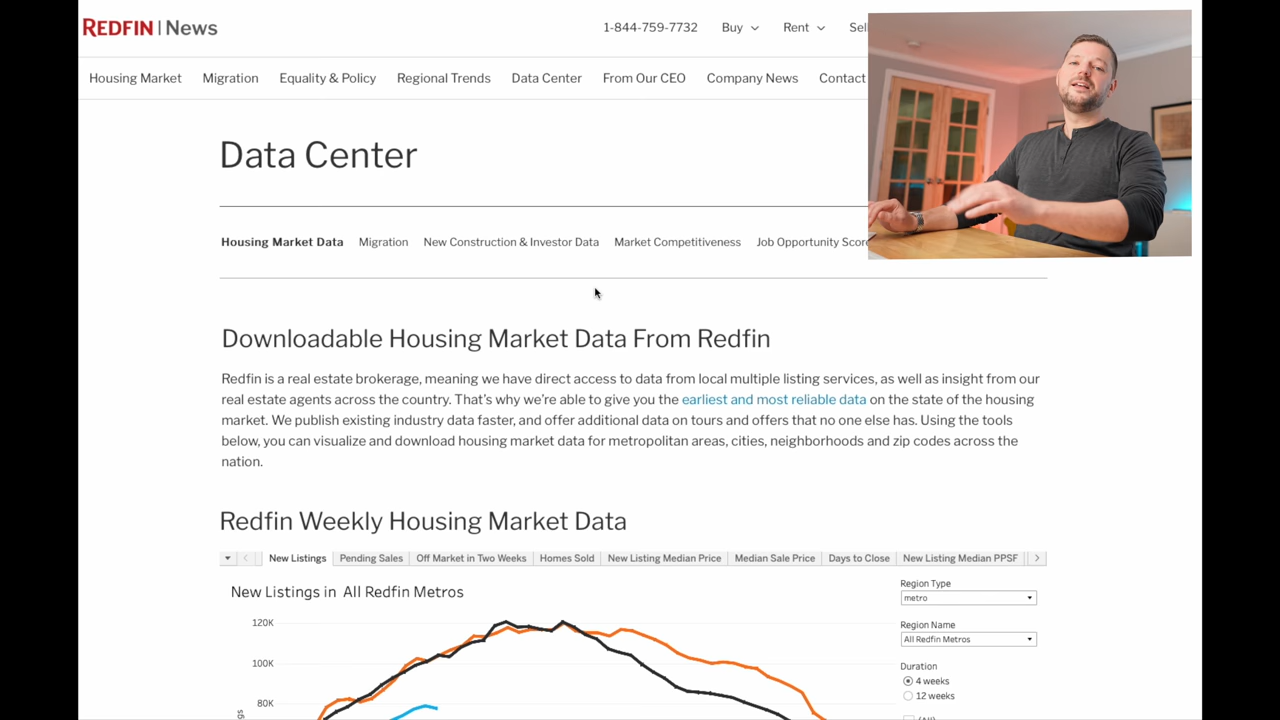 REDFIN | News
1-844-759-7732 Buy Rent Sell
Housing Market Migration Equality & Policy Regional Trends Data Center From Our CEO Company News Contact
Data Center
Housing Market Data Migration New Construction & Investor Data Market Competitiveness Job Opportunity Score
Downloadable Housing Market Data From Redfin
Redfin is a real estate brokerage, meaning we have direct access to data from local multiple listing services, as well as insight from our
real estate agents across the country. That's why we're able to give you the earliest and most reliable data on the state of the housing
market. We publish existing industry data faster, and offer additional data on tours and offers that no one else has. Using the tools
below, you can visualize and download housing market data for metropolitan areas, cities, neighborhoods and zip codes across the
nation.
Redfin Weekly Housing Market Data
New Listings Pending Sales Off Market in Two Weeks Homes Sold New Listing Median Price Median Sale Price Days to Close New Listing Median PPSF
New Listings in All Redfin Metros
Region Type
metro
Region Name
All Redfin Metros
Duration
4 weeks
12 weeks
120K
100K
80K